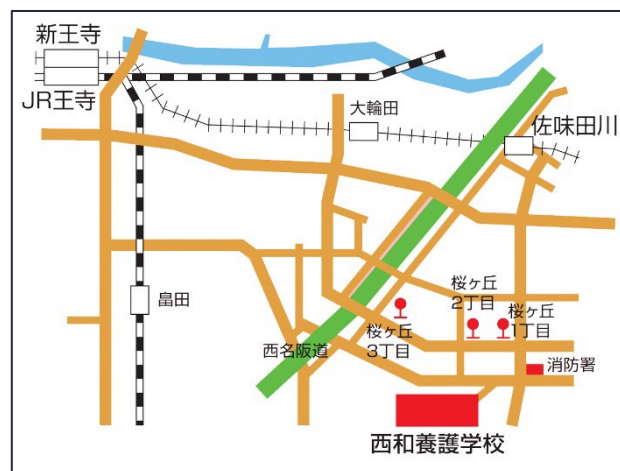 新王寺
JR王寺
大輪田
佐味田川
畠田
桜ヶ丘
2丁目
桜ヶ丘
1丁目
桜ヶ丘
3丁目
西名阪道
消防署
西和養護学校